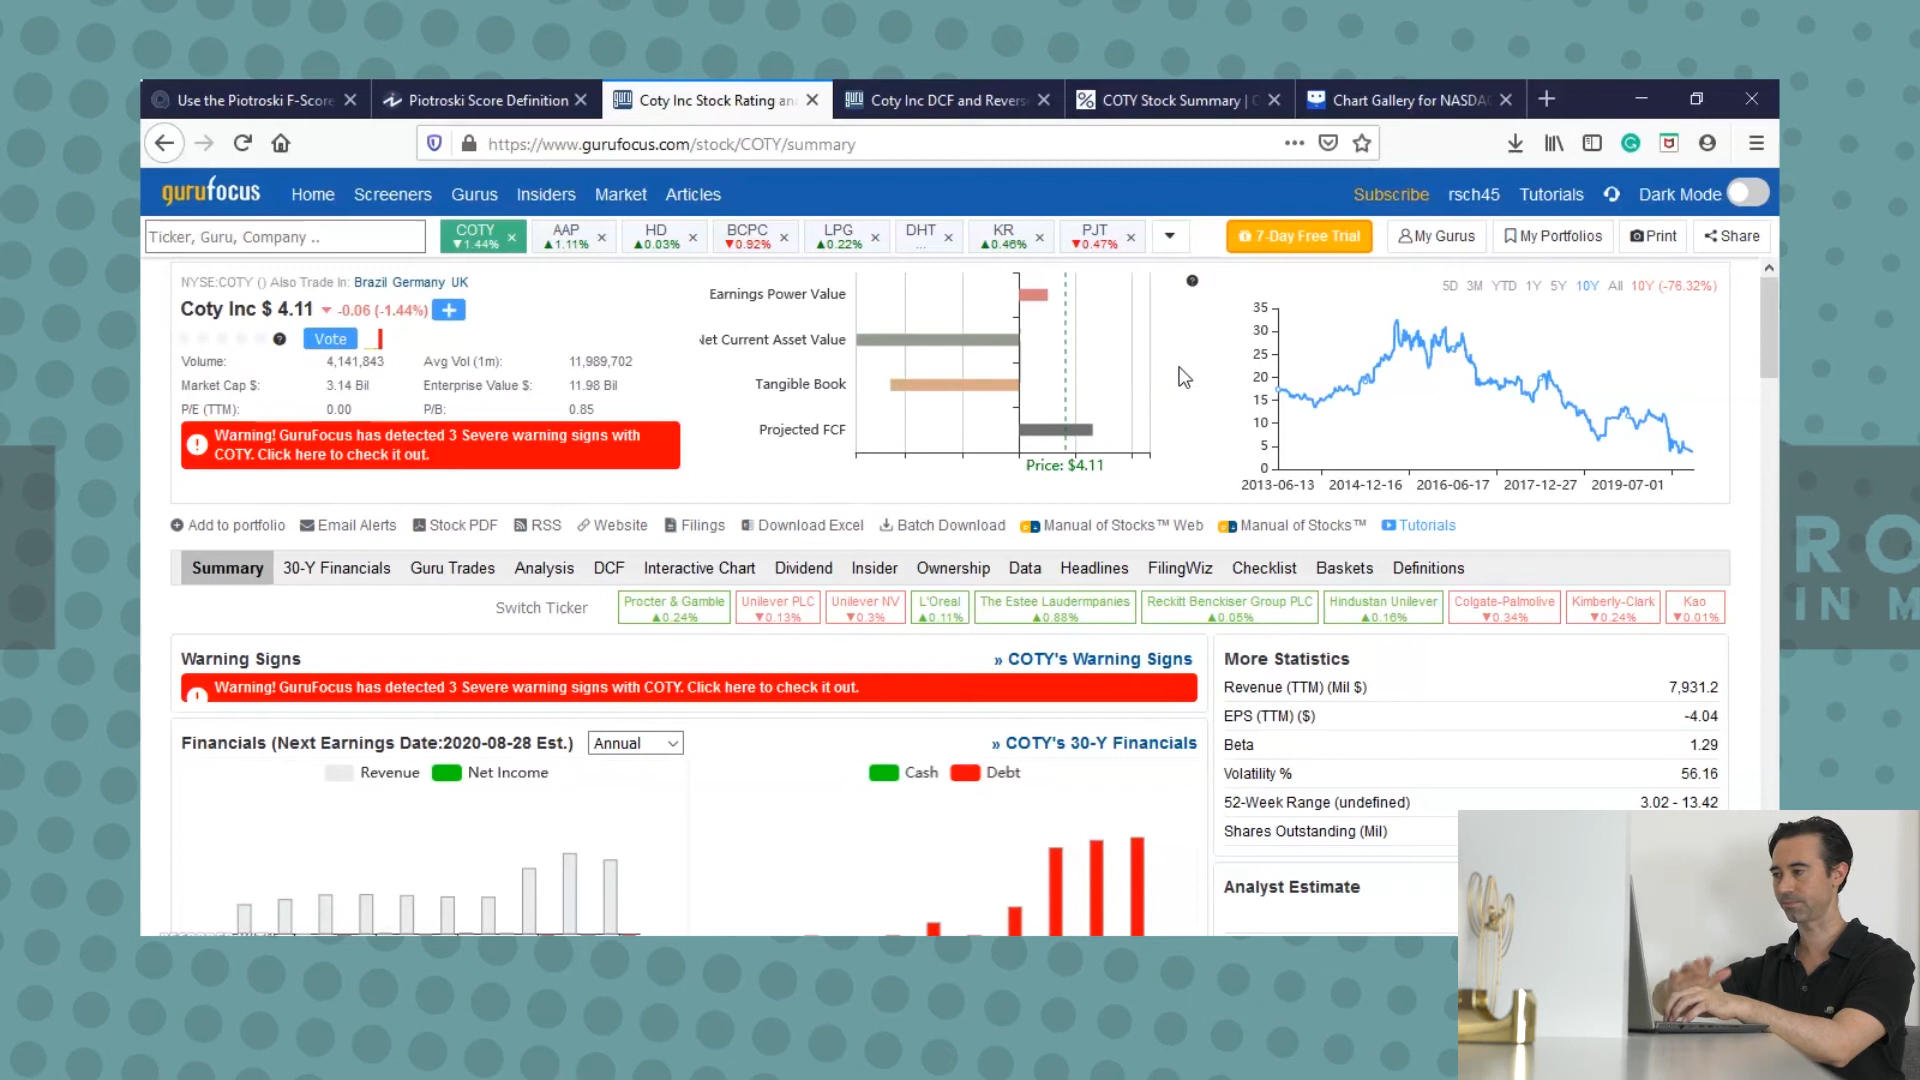 Use the Piotroski F-Score
Piotroski Score Definition
Coty Inc Stock Rating an
Coty Inc DCF and Revers
COTY Stock Summary |
Chart Gallery for NASDA
https://www.gurufocus.com/stock/COTY/summary
gurufocus Home Screeners Gurus Insiders Market Articles Subscribe rsch45 Tutorials Dark Mode
Ticker, Guru, Company ..
COTY ▼1.44%
AAP ▲1.11%
HD ▲0.03%
BCPC ▼0.92%
LPG ▲0.22%
DHT ...
KR ▲0.46%
PJT ▼0.47%
7-Day Free Trial My Gurus My Portfolios Print Share
NYSE:COTY () Also Trade In: Brazil Germany UK
Coty Inc $ 4.11 ▼ -0.06 (-1.44%) +
Vote
Volume: 4,141,843 Avg Vol (1m): 11,989,702
Market Cap $: 3.14 Bil Enterprise Value $: 11.98 Bil
P/E (TTM): 0.00 P/B: 0.85
Warning! GuruFocus has detected 3 Severe warning signs with
COTY. Click here to check it out.
Earnings Power Value
Net Current Asset Value
Tangible Book
Projected FCF
Price: $4.11
5D 3M YTD 1Y 5Y 10Y All 10Y (-76.32%)
35
30
25
20
15
10
5
0
2013-06-13 2014-12-16 2016-06-17 2017-12-27 2019-07-01
Add to portfolio Email Alerts Stock PDF RSS Website Filings Download Excel Batch Download Manual of Stocks™ Web Manual of Stocks™ Tutorials
Summary 30-Y Financials Guru Trades Analysis DCF Interactive Chart Dividend Insider Ownership Data Headlines FilingWiz Checklist Baskets Definitions
Switch Ticker
Procter & Gamble ▲0.24%
Unilever PLC ▼0.13%
Unilever NV ▼0.3%
L'Oreal ▲0.11%
The Estee Laudermpanies ▲0.88%
Reckitt Benckiser Group PLC ▲0.05%
Hindustan Unilever ▲0.16%
Colgate-Palmolive ▼0.34%
Kimberly-Clark ▼0.24%
Kao ▼0.01%
Warning Signs » COTY's Warning Signs
Warning! GuruFocus has detected 3 Severe warning signs with COTY. Click here to check it out.
Financials (Next Earnings Date:2020-08-28 Est.) Annual » COTY's 30-Y Financials
Revenue Net Income
Cash Debt
More Statistics
Revenue (TTM) (Mil $) 7,931.2
EPS (TTM) ($) -4.04
Beta 1.29
Volatility % 56.16
52-Week Range (undefined) 3.02 - 13.42
Shares Outstanding (Mil)
Analyst Estimate
RO
IN M